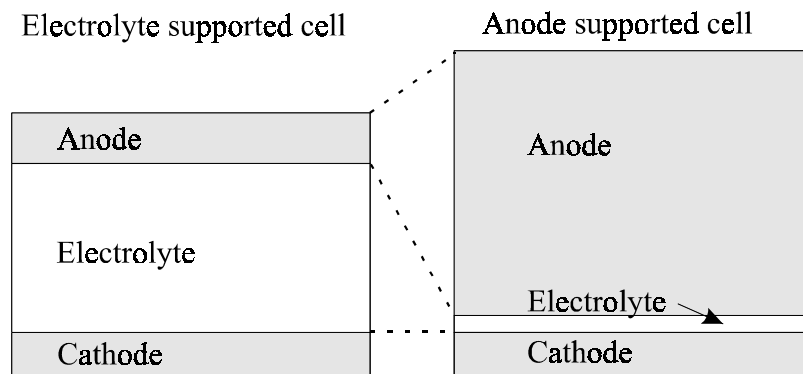 Electrolyte supported cell
Anode
Electrolyte
Cathode
Anode supported cell
Anode
Electrolyte
Cathode